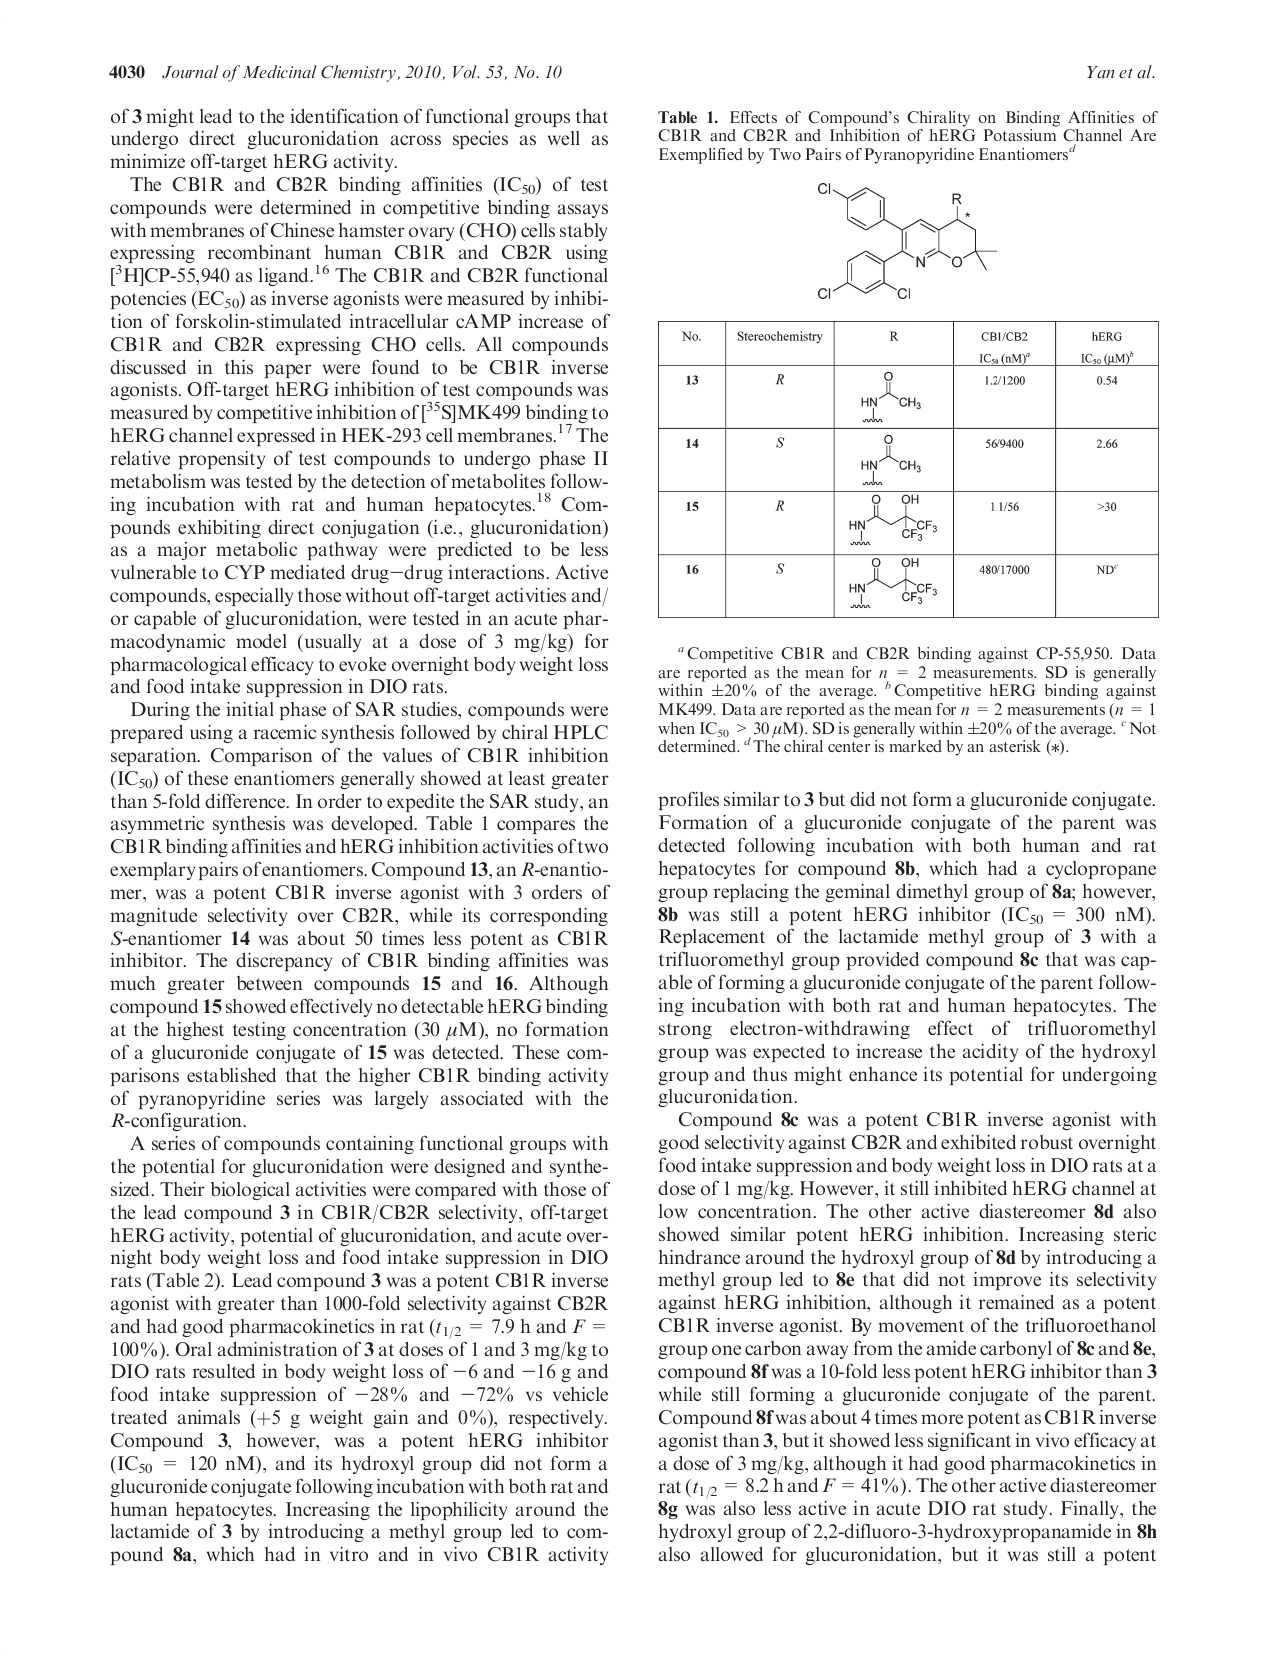 4030 Journal of Medicinal Chemistry, 2010, Vol. 53, No. 10
Yan et al.
of 3 might lead to the identification of functional groups that
undergo direct glucuronidation across species as well as
minimize off-target hERG activity.
The CB1R and CB2R binding affinities (IC50) of test
compounds were determined in competitive binding assays
with membranes of Chinese hamster ovary (CHO) cells stably
expressing recombinant human CB1R and CB2R using
[3H]CP-55,940 as ligand.16 The CB1R and CB2R functional
potencies (EC50) as inverse agonists were measured by inhibi-
tion of forskolin-stimulated intracellular cAMP increase of
CB1R and CB2R expressing CHO cells. All compounds
discussed in this paper were found to be CB1R inverse
agonists. Off-target hERG inhibition of test compounds was
measured by competitive inhibition of [35S]MK499 binding to
hERG channel expressed in HEK-293 cell membranes.17 The
relative propensity of test compounds to undergo phase II
metabolism was tested by the detection of metabolites follow-
ing incubation with rat and human hepatocytes.18 Com-
pounds exhibiting direct conjugation (i.e., glucuronidation)
as a major metabolic pathway were predicted to be less
vulnerable to CYP mediated drug−drug interactions. Active
compounds, especially those without off-target activities and/
or capable of glucuronidation, were tested in an acute phar-
macodynamic model (usually at a dose of 3 mg/kg) for
pharmacological efficacy to evoke overnight body weight loss
and food intake suppression in DIO rats.
During the initial phase of SAR studies, compounds were
prepared using a racemic synthesis followed by chiral HPLC
separation. Comparison of the values of CB1R inhibition
(IC50) of these enantiomers generally showed at least greater
than 5-fold difference. In order to expedite the SAR study, an
asymmetric synthesis was developed. Table 1 compares the
CB1R binding affinities and hERG inhibition activities of two
exemplary pairs of enantiomers. Compound 13, an R-enantio-
mer, was a potent CB1R inverse agonist with 3 orders of
magnitude selectivity over CB2R, while its corresponding
S-enantiomer 14 was about 50 times less potent as CB1R
inhibitor. The discrepancy of CB1R binding affinities was
much greater between compounds 15 and 16. Although
compound 15 showed effectively no detectable hERG binding
at the highest testing concentration (30 μM), no formation
of a glucuronide conjugate of 15 was detected. These com-
parisons established that the higher CB1R binding activity
of pyranopyridine series was largely associated with the
R-configuration.
A series of compounds containing functional groups with
the potential for glucuronidation were designed and synthe-
sized. Their biological activities were compared with those of
the lead compound 3 in CB1R/CB2R selectivity, off-target
hERG activity, potential of glucuronidation, and acute over-
night body weight loss and food intake suppression in DIO
rats (Table 2). Lead compound 3 was a potent CB1R inverse
agonist with greater than 1000-fold selectivity against CB2R
and had good pharmacokinetics in rat (t1/2 = 7.9 h and F =
100%). Oral administration of 3 at doses of 1 and 3 mg/kg to
DIO rats resulted in body weight loss of −6 and −16 g and
food intake suppression of −28% and −72% vs vehicle
treated animals (+5 g weight gain and 0%), respectively.
Compound 3, however, was a potent hERG inhibitor
(IC50 = 120 nM), and its hydroxyl group did not form a
glucuronide conjugate following incubation with both rat and
human hepatocytes. Increasing the lipophilicity around the
lactamide of 3 by introducing a methyl group led to com-
pound 8a, which had in vitro and in vivo CB1R activity
Table 1. Effects of Compound's Chirality on Binding Affinities of
CB1R and CB2R and Inhibition of hERG Potassium Channel Are
Exemplified by Two Pairs of Pyranopyridine Enantiomersd
Cl
R
*
N
O
Cl
Cl
No. Stereochemistry R CB1/CB2 hERG
IC50 (nM)a IC50 (μM)b
13 R O HN CH3 1.2/1200 0.54
14 S O HN CH3 56/9400 2.66
15 R O OH HN CF3 CF3 1.1/56 >30
16 S O OH HN CF3 CF3 480/17000 NDc
a Competitive CB1R and CB2R binding against CP-55,950. Data
are reported as the mean for n = 2 measurements. SD is generally
within ±20% of the average. b Competitive hERG binding against
MK499. Data are reported as the mean for n = 2 measurements (n = 1
when IC50 > 30 μM). SD is generally within ±20% of the average. c Not
determined. d The chiral center is marked by an asterisk (*).
profiles similar to 3 but did not form a glucuronide conjugate.
Formation of a glucuronide conjugate of the parent was
detected following incubation with both human and rat
hepatocytes for compound 8b, which had a cyclopropane
group replacing the geminal dimethyl group of 8a; however,
8b was still a potent hERG inhibitor (IC50 = 300 nM).
Replacement of the lactamide methyl group of 3 with a
trifluoromethyl group provided compound 8c that was cap-
able of forming a glucuronide conjugate of the parent follow-
ing incubation with both rat and human hepatocytes. The
strong electron-withdrawing effect of trifluoromethyl
group was expected to increase the acidity of the hydroxyl
group and thus might enhance its potential for undergoing
glucuronidation.
Compound 8c was a potent CB1R inverse agonist with
good selectivity against CB2R and exhibited robust overnight
food intake suppression and body weight loss in DIO rats at a
dose of 1 mg/kg. However, it still inhibited hERG channel at
low concentration. The other active diastereomer 8d also
showed similar potent hERG inhibition. Increasing steric
hindrance around the hydroxyl group of 8d by introducing a
methyl group led to 8e that did not improve its selectivity
against hERG inhibition, although it remained as a potent
CB1R inverse agonist. By movement of the trifluoroethanol
group one carbon away from the amide carbonyl of 8c and 8e,
compound 8f was a 10-fold less potent hERG inhibitor than 3
while still forming a glucuronide conjugate of the parent.
Compound 8f was about 4 times more potent as CB1R inverse
agonist than 3, but it showed less significant in vivo efficacy at
a dose of 3 mg/kg, although it had good pharmacokinetics in
rat (t1/2 = 8.2 h and F = 41%). The other active diastereomer
8g was also less active in acute DIO rat study. Finally, the
hydroxyl group of 2,2-difluoro-3-hydroxypropanamide in 8h
also allowed for glucuronidation, but it was still a potent